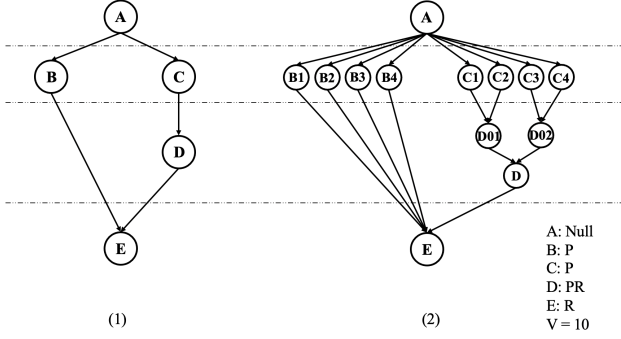 A A
B C B1 B2 B3 B4 C1 C2 C3 C4
D01 D02
D
D
E E
A: Null
B: P
C: P
D: PR
E: R
V = 10
(1) (2)